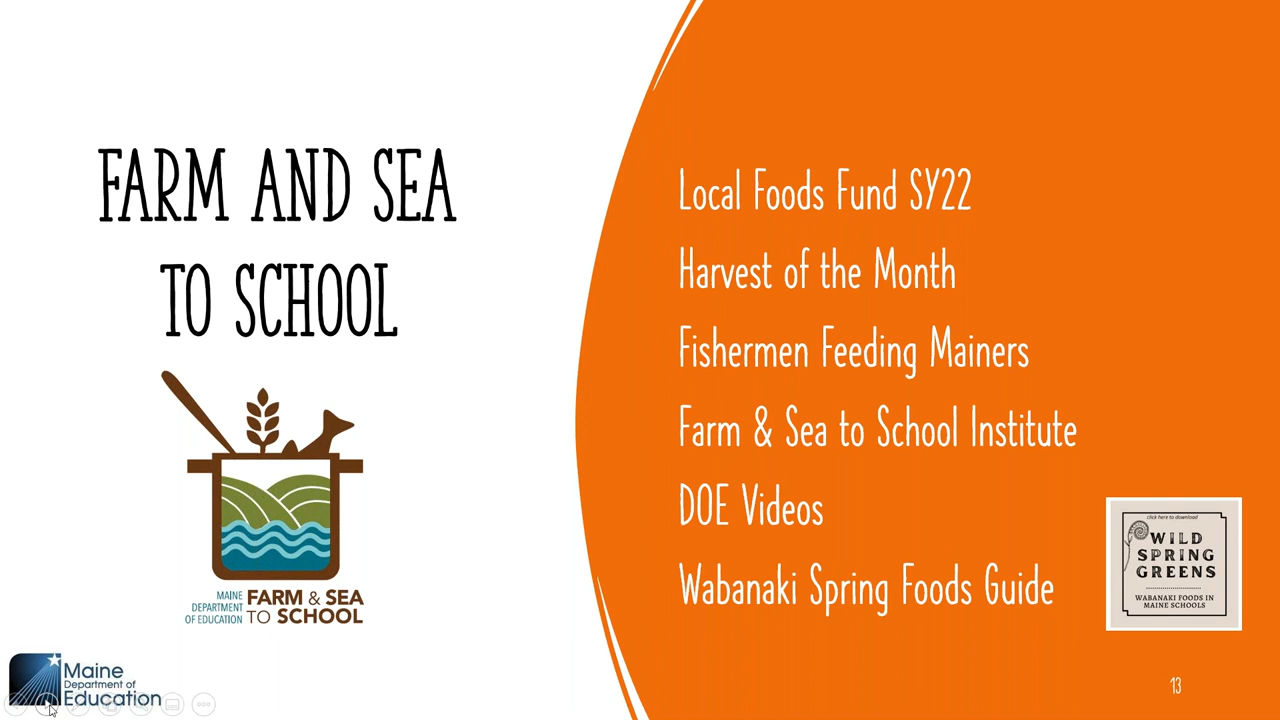 FARM AND SEA
TO SCHOOL
MAINE
DEPARTMENT
OF EDUCATION
FARM & SEA
TO SCHOOL
Maine
Department of
Education
Local Foods Fund SY22
Harvest of the Month
Fishermen Feeding Mainers
Farm & Sea to School Institute
DOE Videos
Wabanaki Spring Foods Guide
click here to download
WILD
SPRING
GREENS
WABANAKI FOODS IN
MAINE SCHOOLS
13